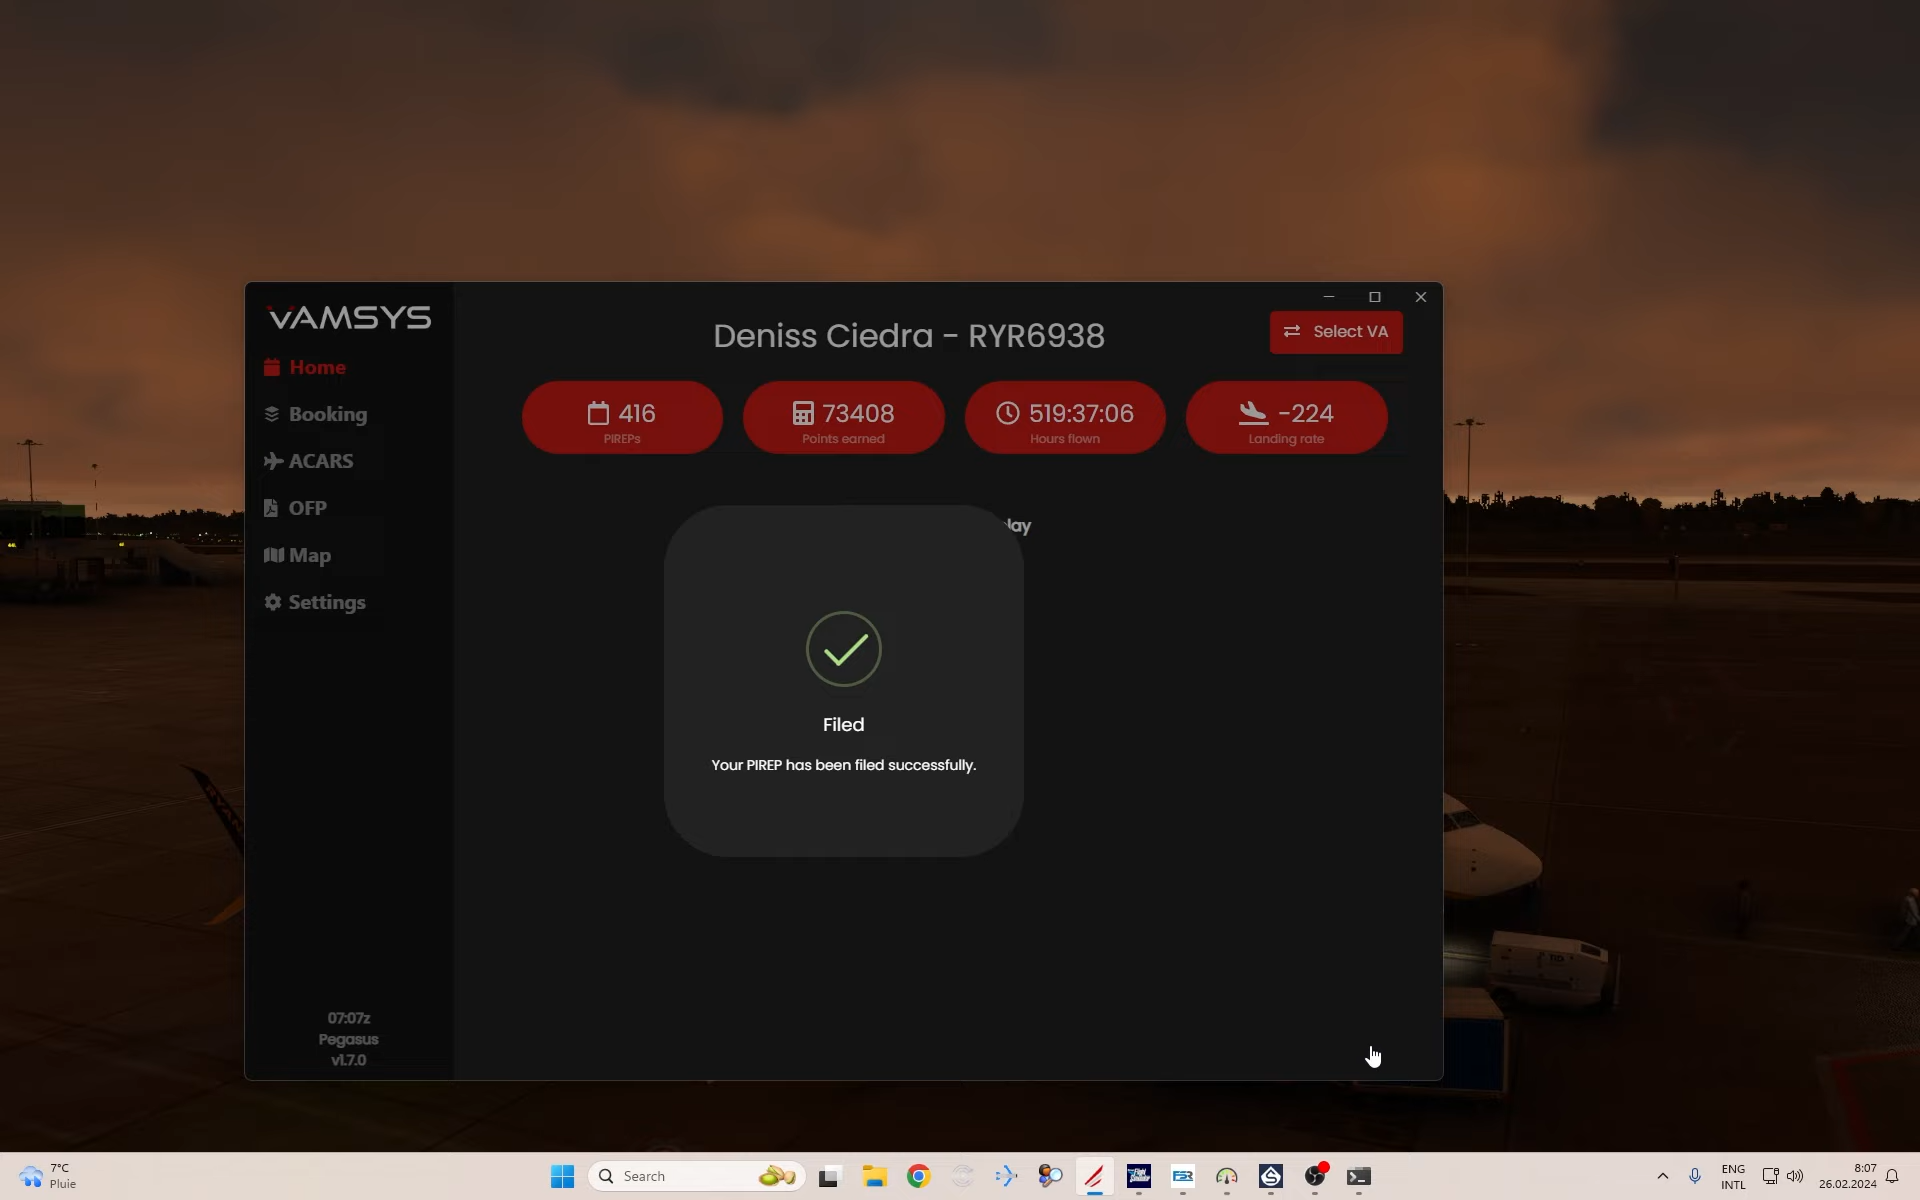 VAMSYS
Deniss Ciedra - RYR6938
Select VA
Home
Booking
ACARS
OFP
Map
Settings
416
PIREPs
73408
Points earned
519:37:06
Hours flown
-224
Landing rate
lay
Filed
Your PIREP has been filed successfully.
07:07z
Pegasus
v1.7.0
7°C
Pluie
Search
ENG
INTL
8:07
26.02.2024